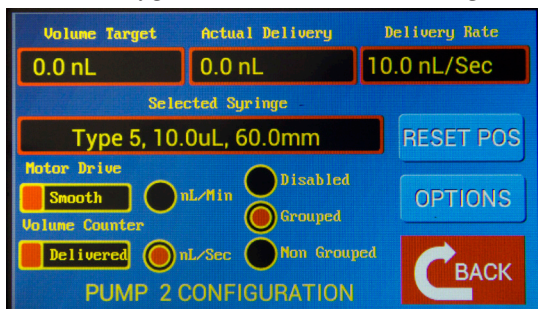 Volume Target Actual Delivery Delivery Rate
0.0 nL 0.0 nL 10.0 nL/Sec
Selected Syringe
Type 5, 10.0uL, 60.0mm RESET POS
Motor Drive
Smooth nL/Min Disabled
Grouped OPTIONS
Volume Counter
Delivered nL/Sec Non Grouped
BACK
PUMP 2 CONFIGURATION